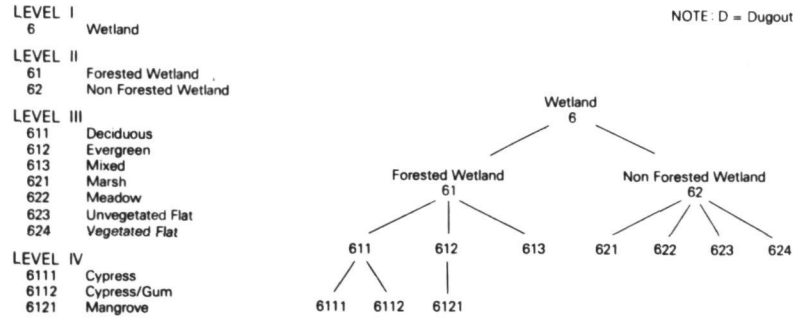 LEVEL I
6 Wetland
LEVEL II
61 Forested Wetland
62 Non Forested Wetland
LEVEL III
611 Deciduous
612 Evergreen
613 Mixed
621 Marsh
622 Meadow
623 Unvegetated Flat
624 Vegetated Flat
LEVEL IV
6111 Cypress
6112 Cypress/Gum
6121 Mangrove
NOTE: D = Dugout
Wetland
6
Forested Wetland
61
Non Forested Wetland
62
611 612 613 621 622 623 624
6111 6112 6121